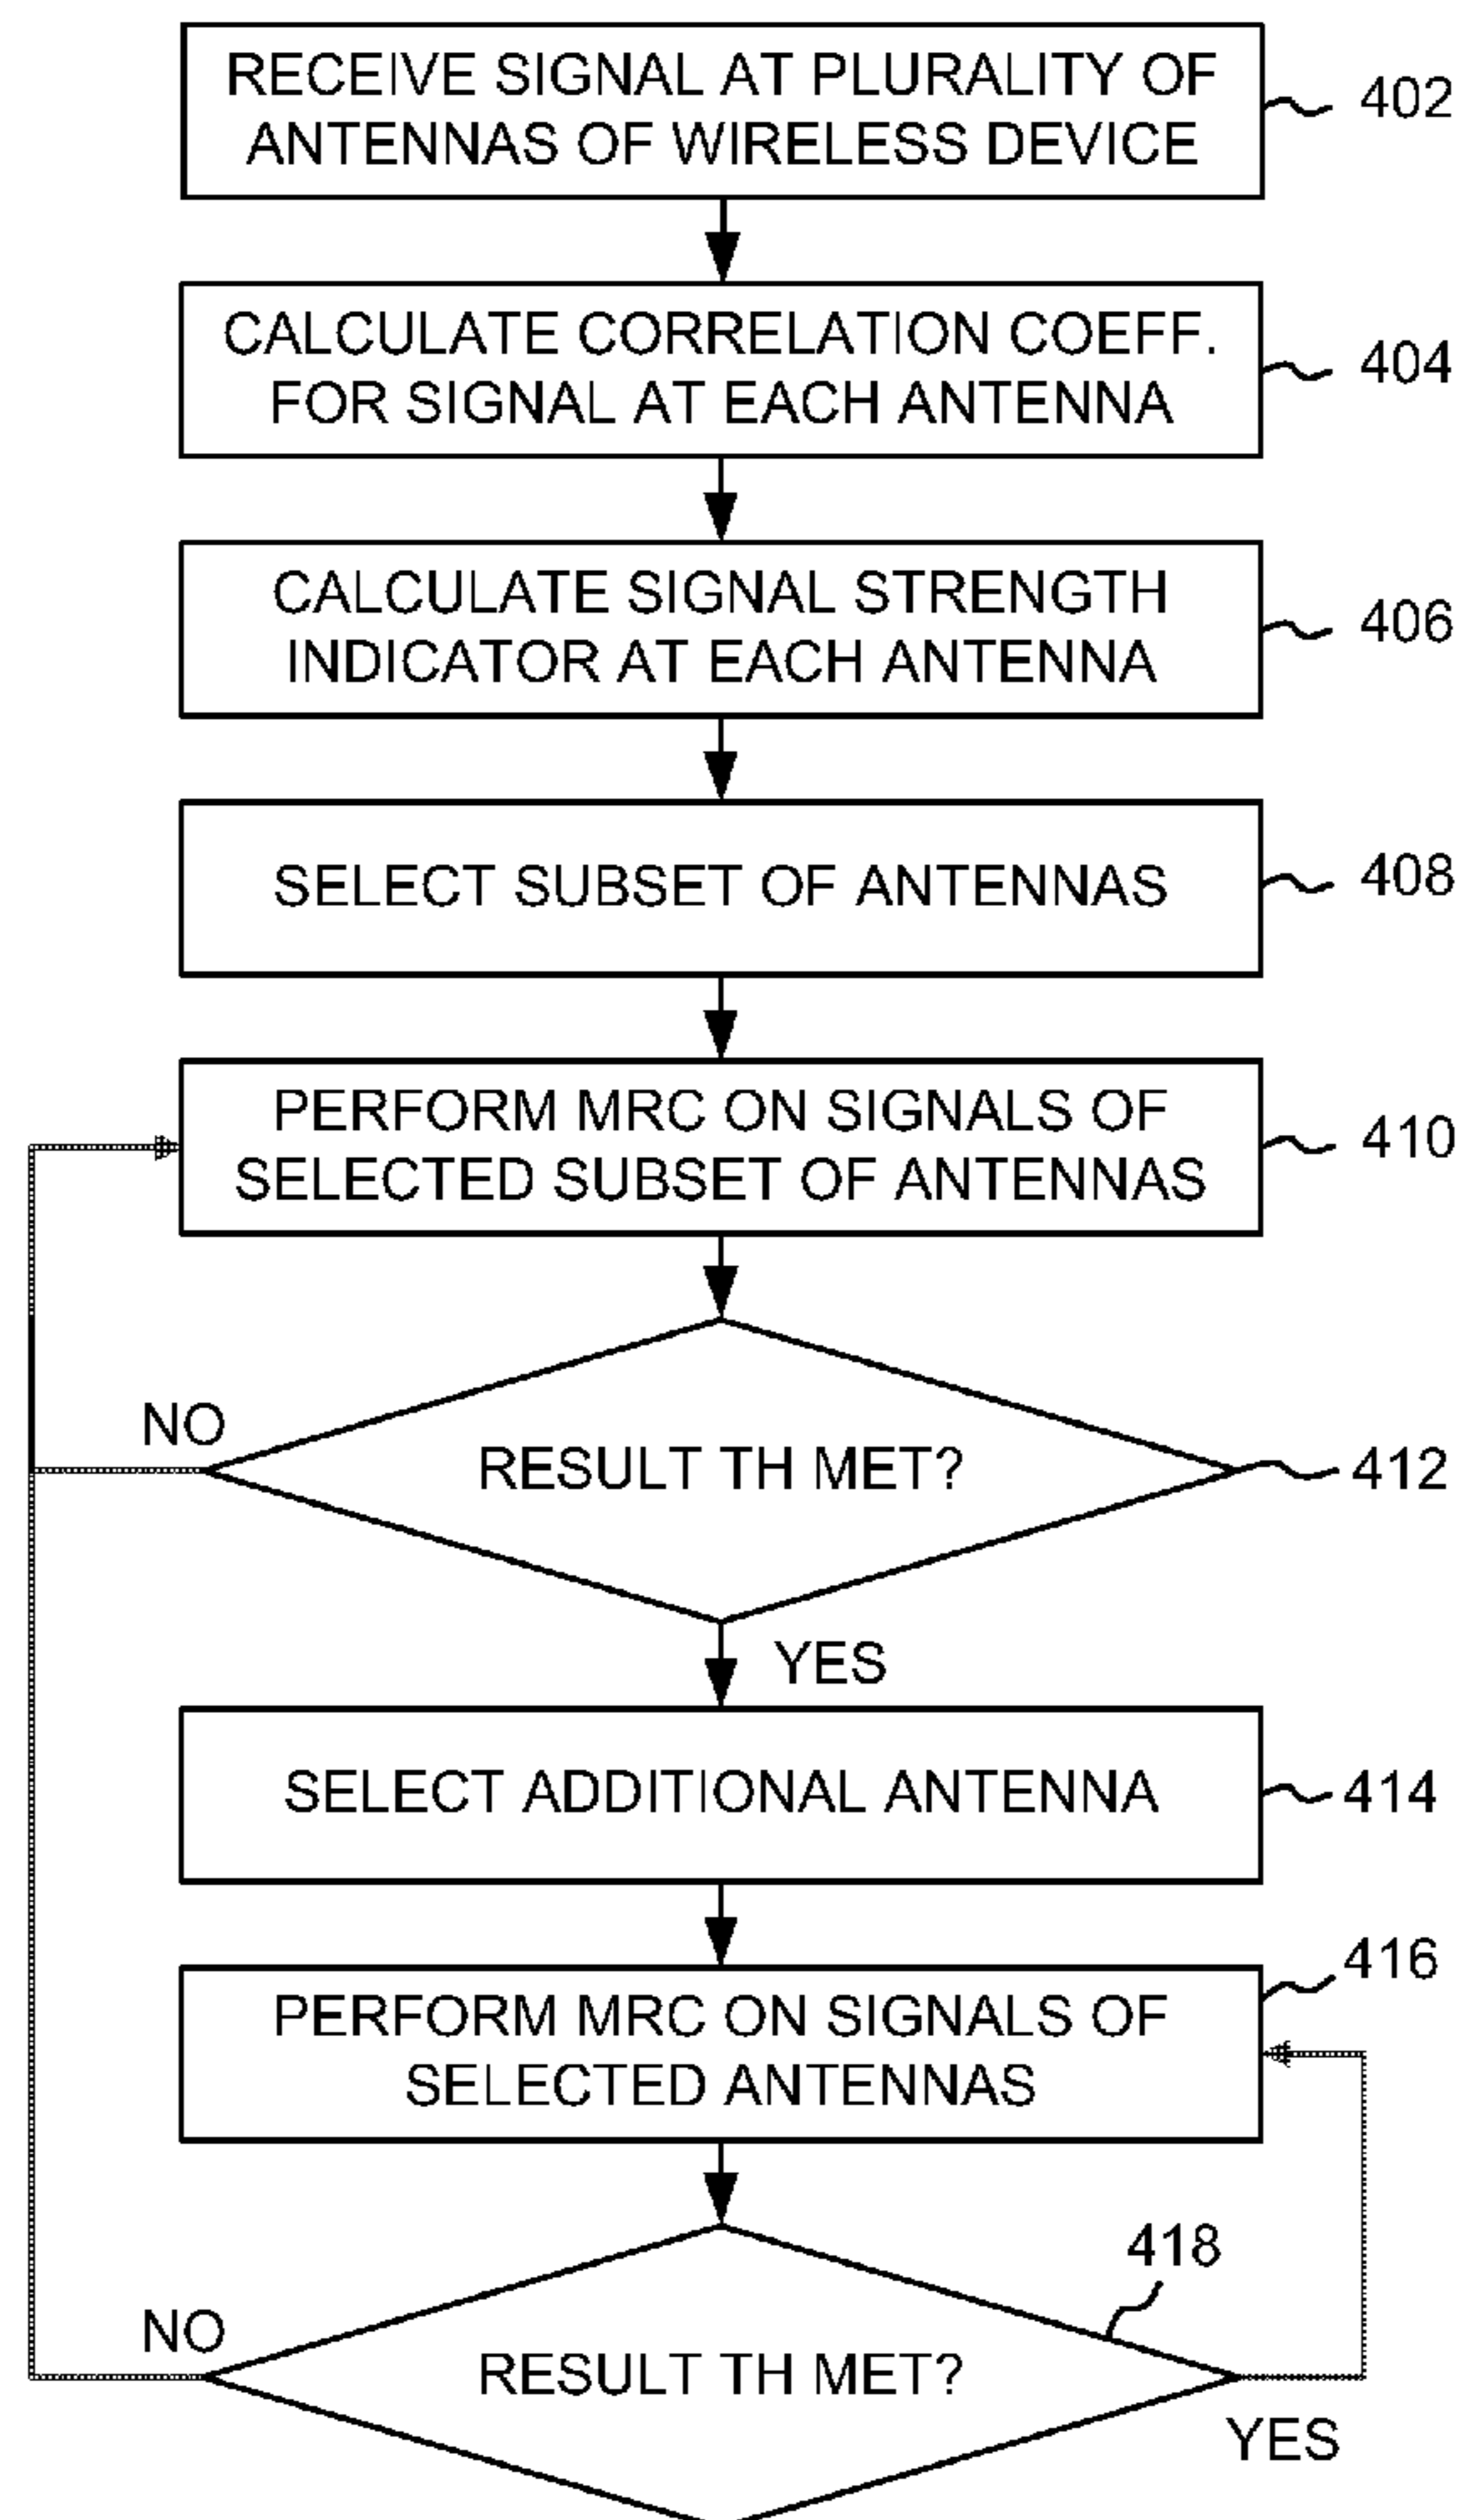 RECEIVE SIGNAL AT PLURALITY OF
ANTENNAS OF WIRELESS DEVICE
402
CALCULATE CORRELATION COEFF.
FOR SIGNAL AT EACH ANTENNA
404
CALCULATE SIGNAL STRENGTH
INDICATOR AT EACH ANTENNA
406
SELECT SUBSET OF ANTENNAS
408
PERFORM MRC ON SIGNALS OF
SELECTED SUBSET OF ANTENNAS
410
NO
RESULT TH MET?
412
YES
SELECT ADDITIONAL ANTENNA
414
416
PERFORM MRC ON SIGNALS OF
SELECTED ANTENNAS
418
NO
RESULT TH MET?
YES